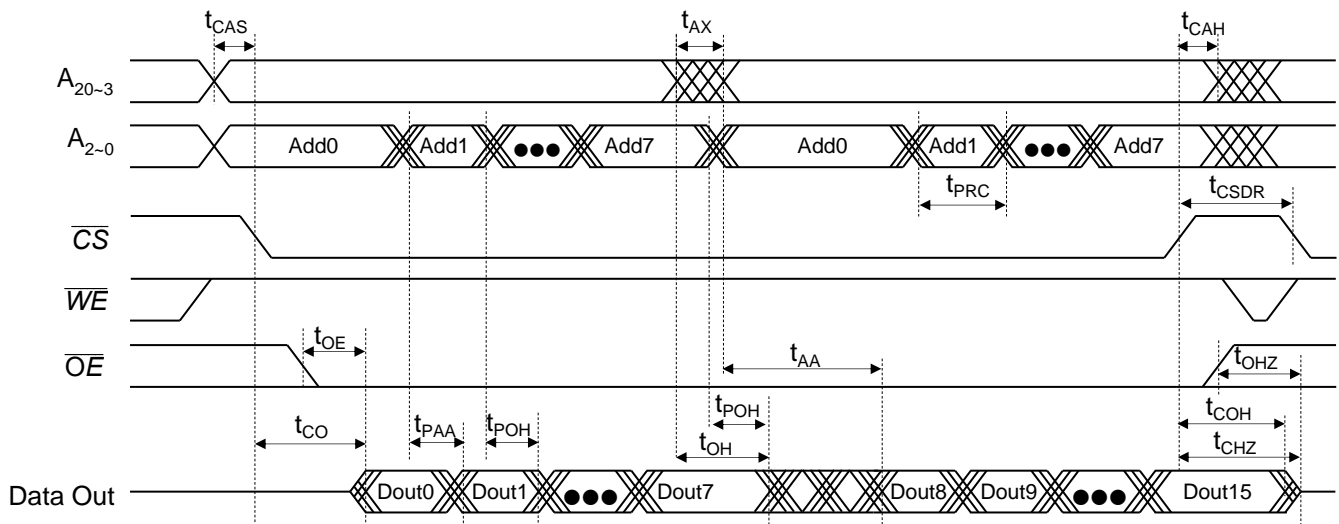 tCAS tAX tCAH
A20~3
A2~0 Add0 Add1 ●●● Add7 Add0 Add1 ●●● Add7
tPRC tCSDR
CS
WE
tOE tAA tOHZ
OE
tCO tPAA tPOH tPOH tOH tCOH tCHZ
Data Out Dout0 Dout1 ●●● Dout7 Dout8 Dout9 ●●● Dout15